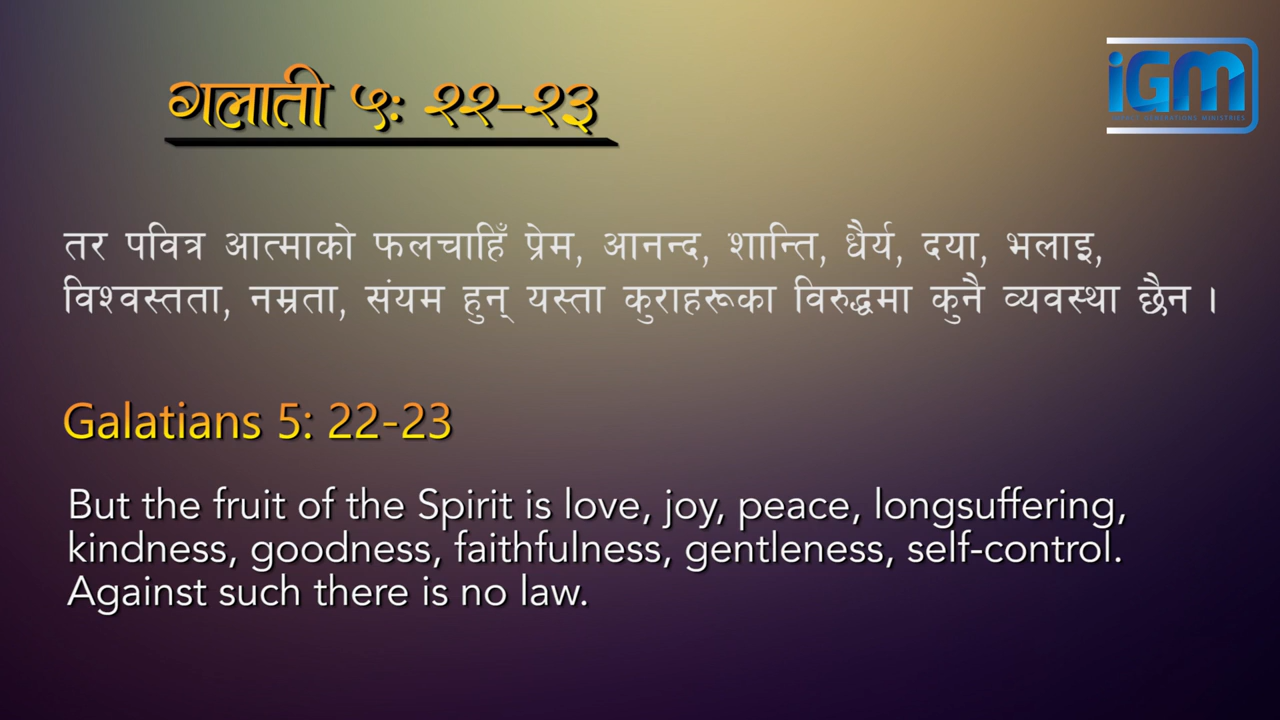 गलाती ५: २२-२३
iGM
GENERATIONS MINISTRIES
तर पवित्र आत्माको फलचाहिँ प्रेम, आनन्द, शान्ति, धैर्य, दया, भलाइ,
विश्वस्तता, नम्रता, संयम हुन् यस्ता कुराहरूका विरुद्धमा कुनै व्यवस्था छैन ।
Galatians 5: 22-23
But the fruit of the Spirit is love, joy, peace, longsuffering,
kindness, goodness, faithfulness, gentleness, self-control.
Against such there is no law.